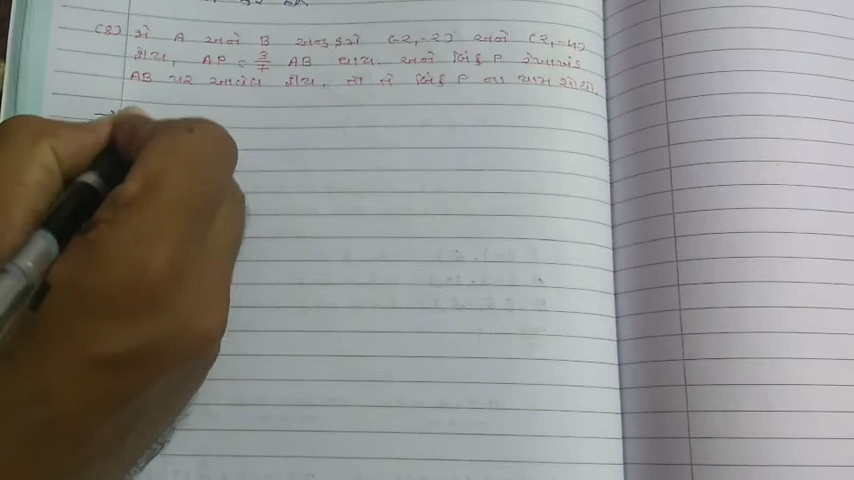 (8) જો A અને B અનુક્રમે (-2,-2) અને (2,-4)
હોય, AP = 3/7 AB થાય. અને બિંદુ P રેખાખંડ
AB પર આવેલ હોય, તો તે બિંદુ P ના યામ શોધો.